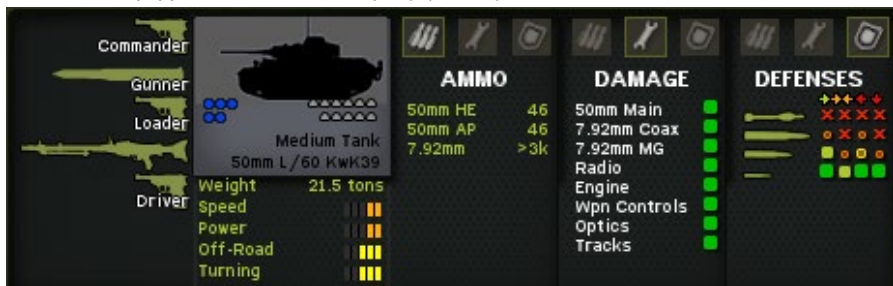 Commander
Gunner
Loader
Driver
Medium Tank
50mm L/60 KwK39
Weight 21.5 tons
Speed
Power
Off-Road
Turning
AMMO
50mm HE 46
50mm AP 46
7.92mm >3k
DAMAGE
50mm Main
7.92mm Coax
7.92mm MG
Radio
Engine
Wpn Controls
Optics
Tracks
DEFENSES